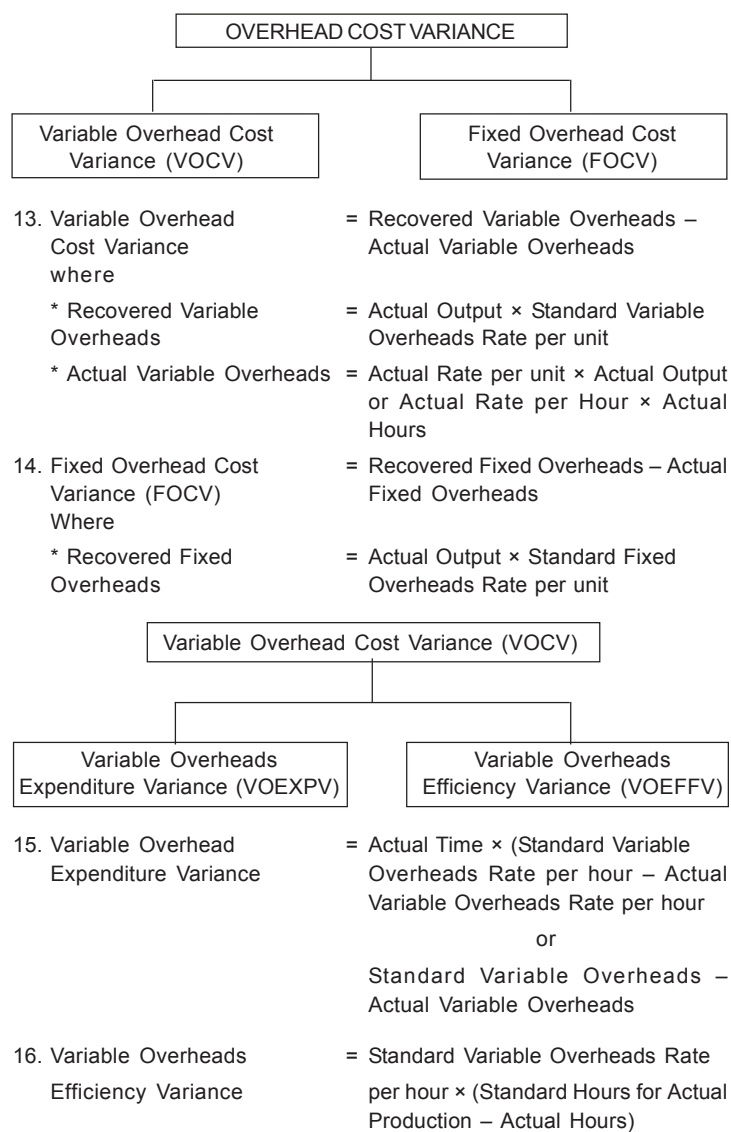 OVERHEAD COST VARIANCE
Variable Overhead Cost
Variance (VOCV)
Fixed Overhead Cost
Variance (FOCV)
13. Variable Overhead = Recovered Variable Overheads –
Cost Variance Actual Variable Overheads
where
* Recovered Variable = Actual Output × Standard Variable
Overheads Overheads Rate per unit
* Actual Variable Overheads = Actual Rate per unit × Actual Output
or Actual Rate per Hour × Actual
Hours
14. Fixed Overhead Cost = Recovered Fixed Overheads – Actual
Variance (FOCV) Fixed Overheads
Where
* Recovered Fixed = Actual Output × Standard Fixed
Overheads Overheads Rate per unit
Variable Overhead Cost Variance (VOCV)
Variable Overheads
Expenditure Variance (VOEXPV)
Variable Overheads
Efficiency Variance (VOEFFV)
15. Variable Overhead = Actual Time × (Standard Variable
Expenditure Variance Overheads Rate per hour – Actual
Variable Overheads Rate per hour
or
Standard Variable Overheads –
Actual Variable Overheads
16. Variable Overheads = Standard Variable Overheads Rate
Efficiency Variance per hour × (Standard Hours for Actual
Production – Actual Hours)